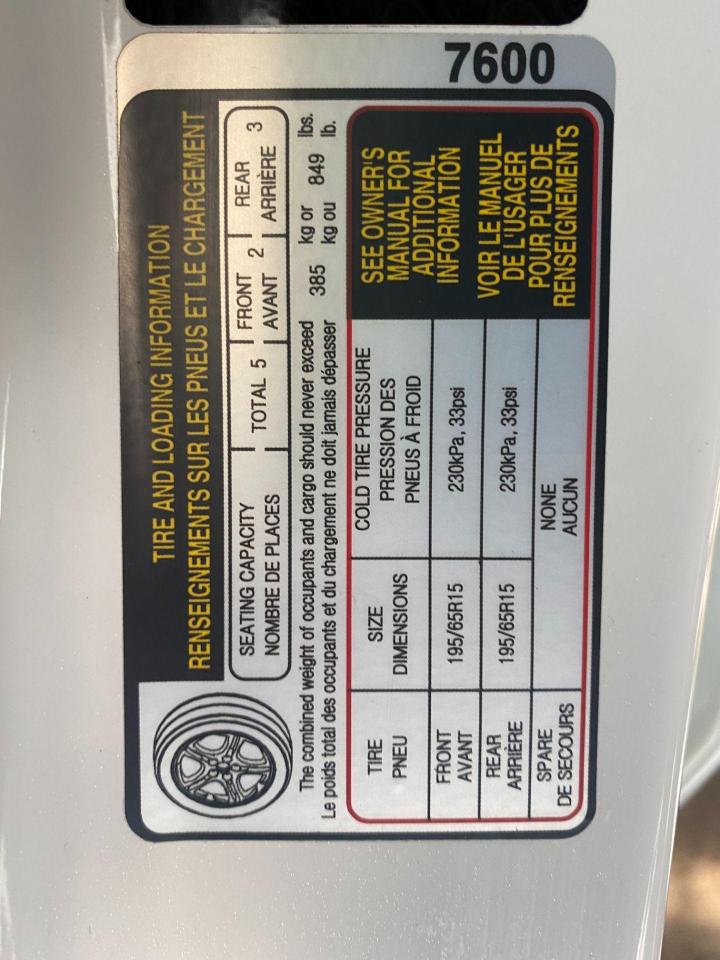 7600
TIRE AND LOADING INFORMATION
RENSEIGNEMENTS SUR LES PNEUS ET LE CHARGEMENT
SEATING CAPACITY
NOMBRE DE PLACES
TOTAL 5
FRONT
AVANT 2
REAR
ARRIÈRE 3
The combined weight of occupants and cargo should never exceed 385 kg or 849 lbs.
Le poids total des occupants et du chargement ne doit jamais dépasser 385 kg ou 849 lb.
TIRE
PNEU
SIZE
DIMENSIONS
COLD TIRE PRESSURE
PRESSION DES
PNEUS À FROID
FRONT
AVANT
195/65R15
230kPa, 33psi
REAR
ARRIÈRE
195/65R15
230kPa, 33psi
SPARE
DE SECOURS
NONE
AUCUN
SEE OWNER'S
MANUAL FOR
ADDITIONAL
INFORMATION
VOIR LE MANUEL
DE L'USAGER
POUR PLUS DE
RENSEIGNEMENTS